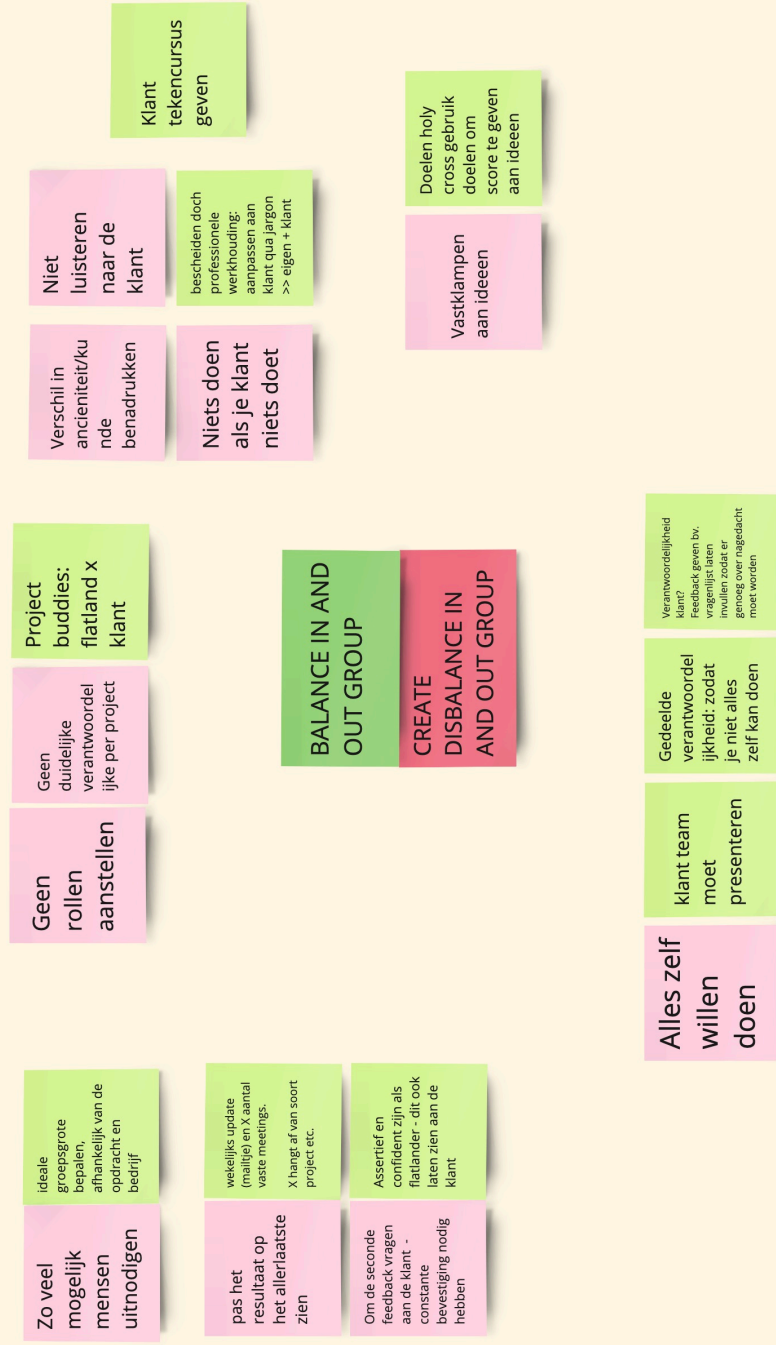 Zo veel
mogelijk
mensen
uitnodigen
ideale
groepsgrote
bepalen,
afhankelijk van de
opdracht en
bedrijf
pas het
resultaat op
het allerlaatste
zien
wekelijks update
(mailtje) en X aantal
vaste meetings.
X hangt af van soort
project etc.
Om de seconde
feedback vragen
aan de klant -
constante
bevestiging nodig
hebben
Assertief en
confident zijn als
flatlander - dit ook
laten zien aan de
klant
Geen
rollen
aanstellen
Geen
duidelijke
verantwoordel
ijke per project
Project
buddies:
flatland x
klant
BALANCE IN AND
OUT GROUP
CREATE
DISBALANCE IN
AND OUT GROUP
Alles zelf
willen
doen
klant team
moet
presenteren
Gedeelde
verantwoordel
ijkheid: zodat
je niet alles
zelf kan doen
Verantwoordelijkheid
klant?
Feedback geven bv.
vragenlijst laten
invullen zodat er
genoeg over nagedacht
moet worden
Verschil in
ancieniteit/ku
nde
benadrukken
Niet
luisteren
naar de
klant
Klant
tekencursus
geven
Niets doen
als je klant
niets doet
bescheiden doch
professionele
werkhouding:
aanpassen aan
klant qua jargon
>> eigen + klant
Vastklampen
aan ideeen
Doelen holy
cross gebruik
doelen om
score te geven
aan ideeen